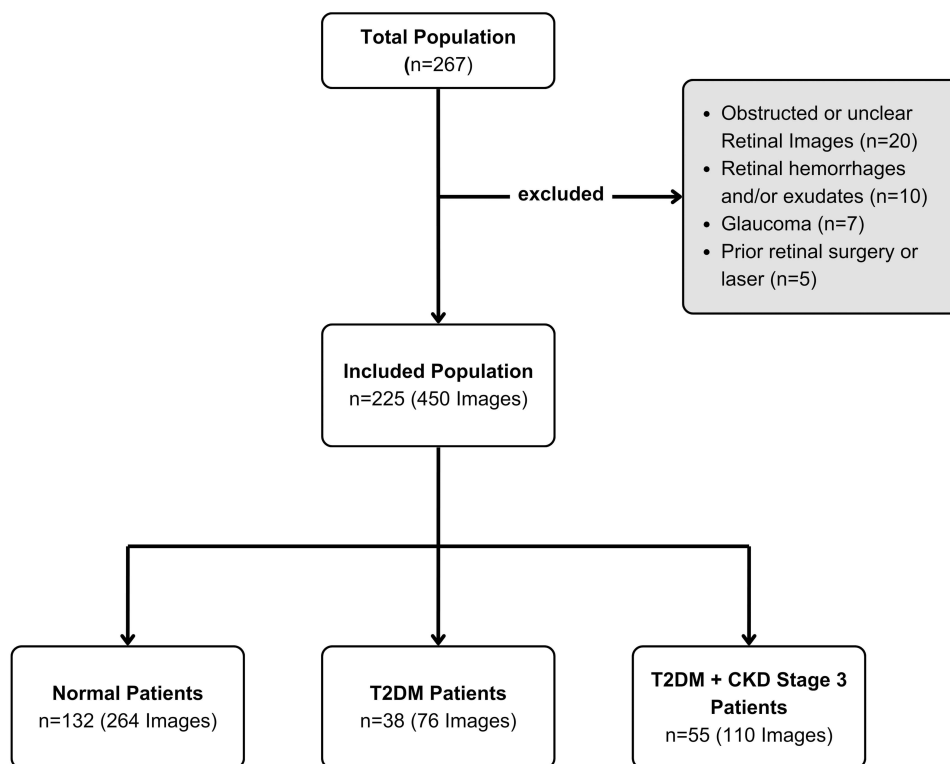 Total Population
(n=267)
• Obstructed or unclear
Retinal Images (n=20)
• Retinal hemorrhages
and/or exudates (n=10)
• Glaucoma (n=7)
• Prior retinal surgery or
laser (n=5)
excluded
Included Population
n=225 (450 Images)
Normal Patients
n=132 (264 Images)
T2DM Patients
n=38 (76 Images)
T2DM + CKD Stage 3
Patients
n=55 (110 Images)